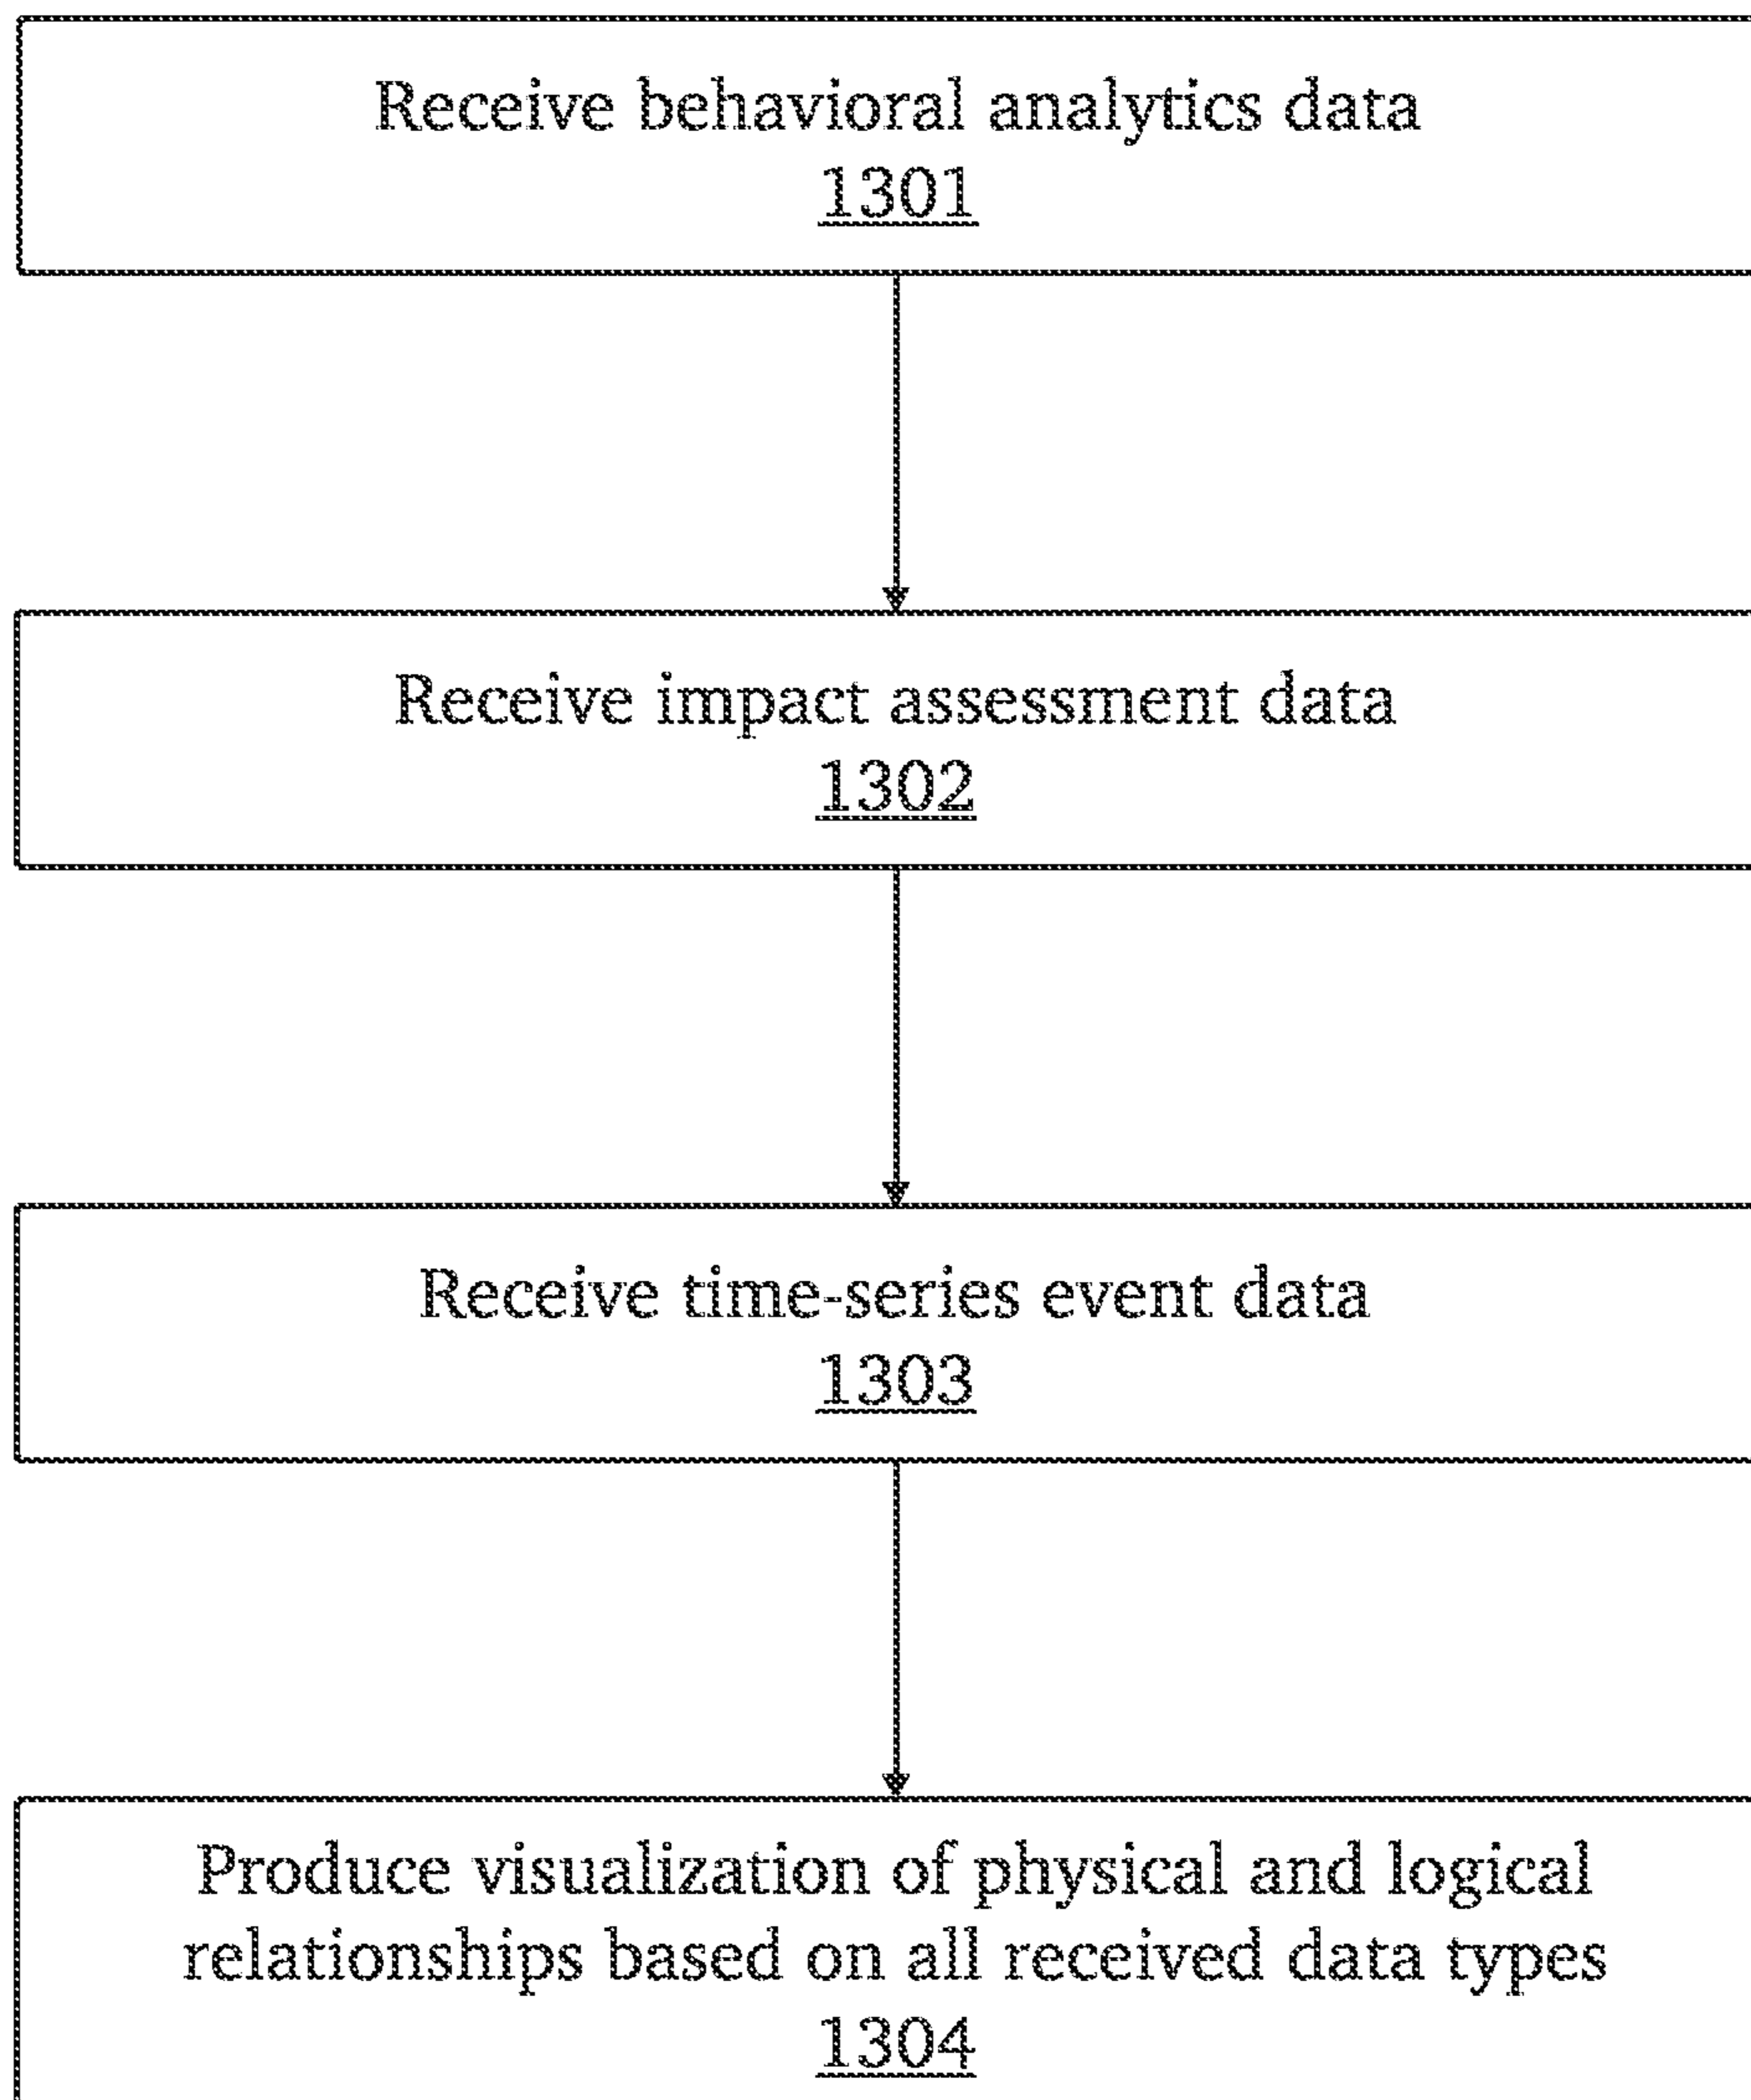 Receive behavioral analytics data
1301
Receive impact assessment data
1302
Receive time-series event data
1303
Produce visualization of physical and logical
relationships based on all received data types
1304